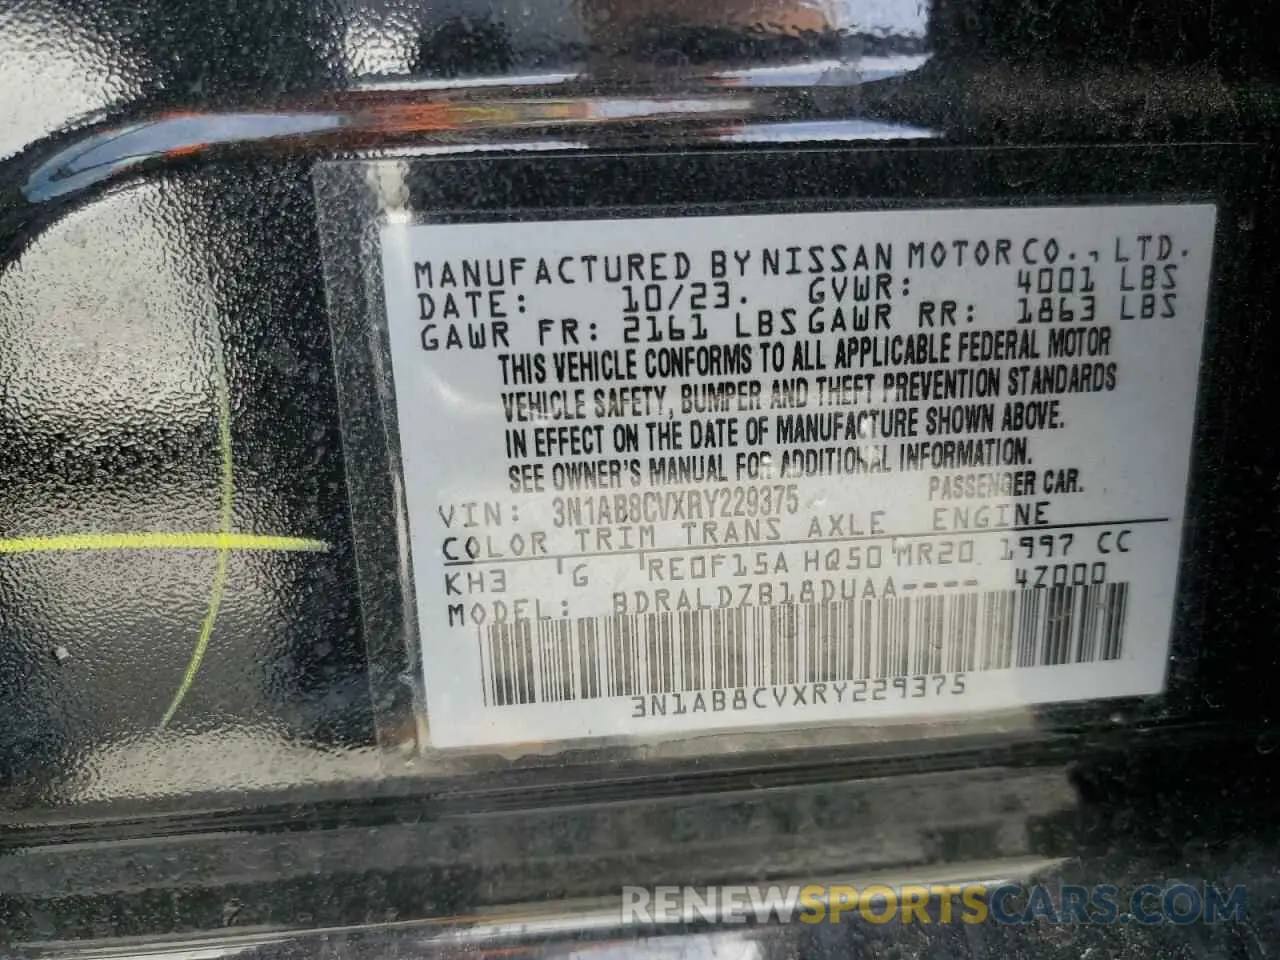 MANUFACTURED BY NISSAN MOTOR CO., LTD.
DATE: 10/23. GVWR: 4001 LBS
GAWR FR: 2161 LBS GAWR RR: 1863 LBS
THIS VEHICLE CONFORMS TO ALL APPLICABLE FEDERAL MOTOR
VEHICLE SAFETY, BUMPER AND THEFT PREVENTION STANDARDS
IN EFFECT ON THE DATE OF MANUFACTURE SHOWN ABOVE.
SEE OWNER'S MANUAL FOR ADDITIONAL INFORMATION.
VIN: 3N1AB8CVXRY229375 PASSENGER CAR.
COLOR TRIM TRANS AXLE ENGINE
KH3 G RE0F15A HQ50 MR20 1997 CC
MODEL: BDRALDZB18DUAA---- 4Z000
3N1AB8CVXRY229375
RENEWSPORTSCARS.COM